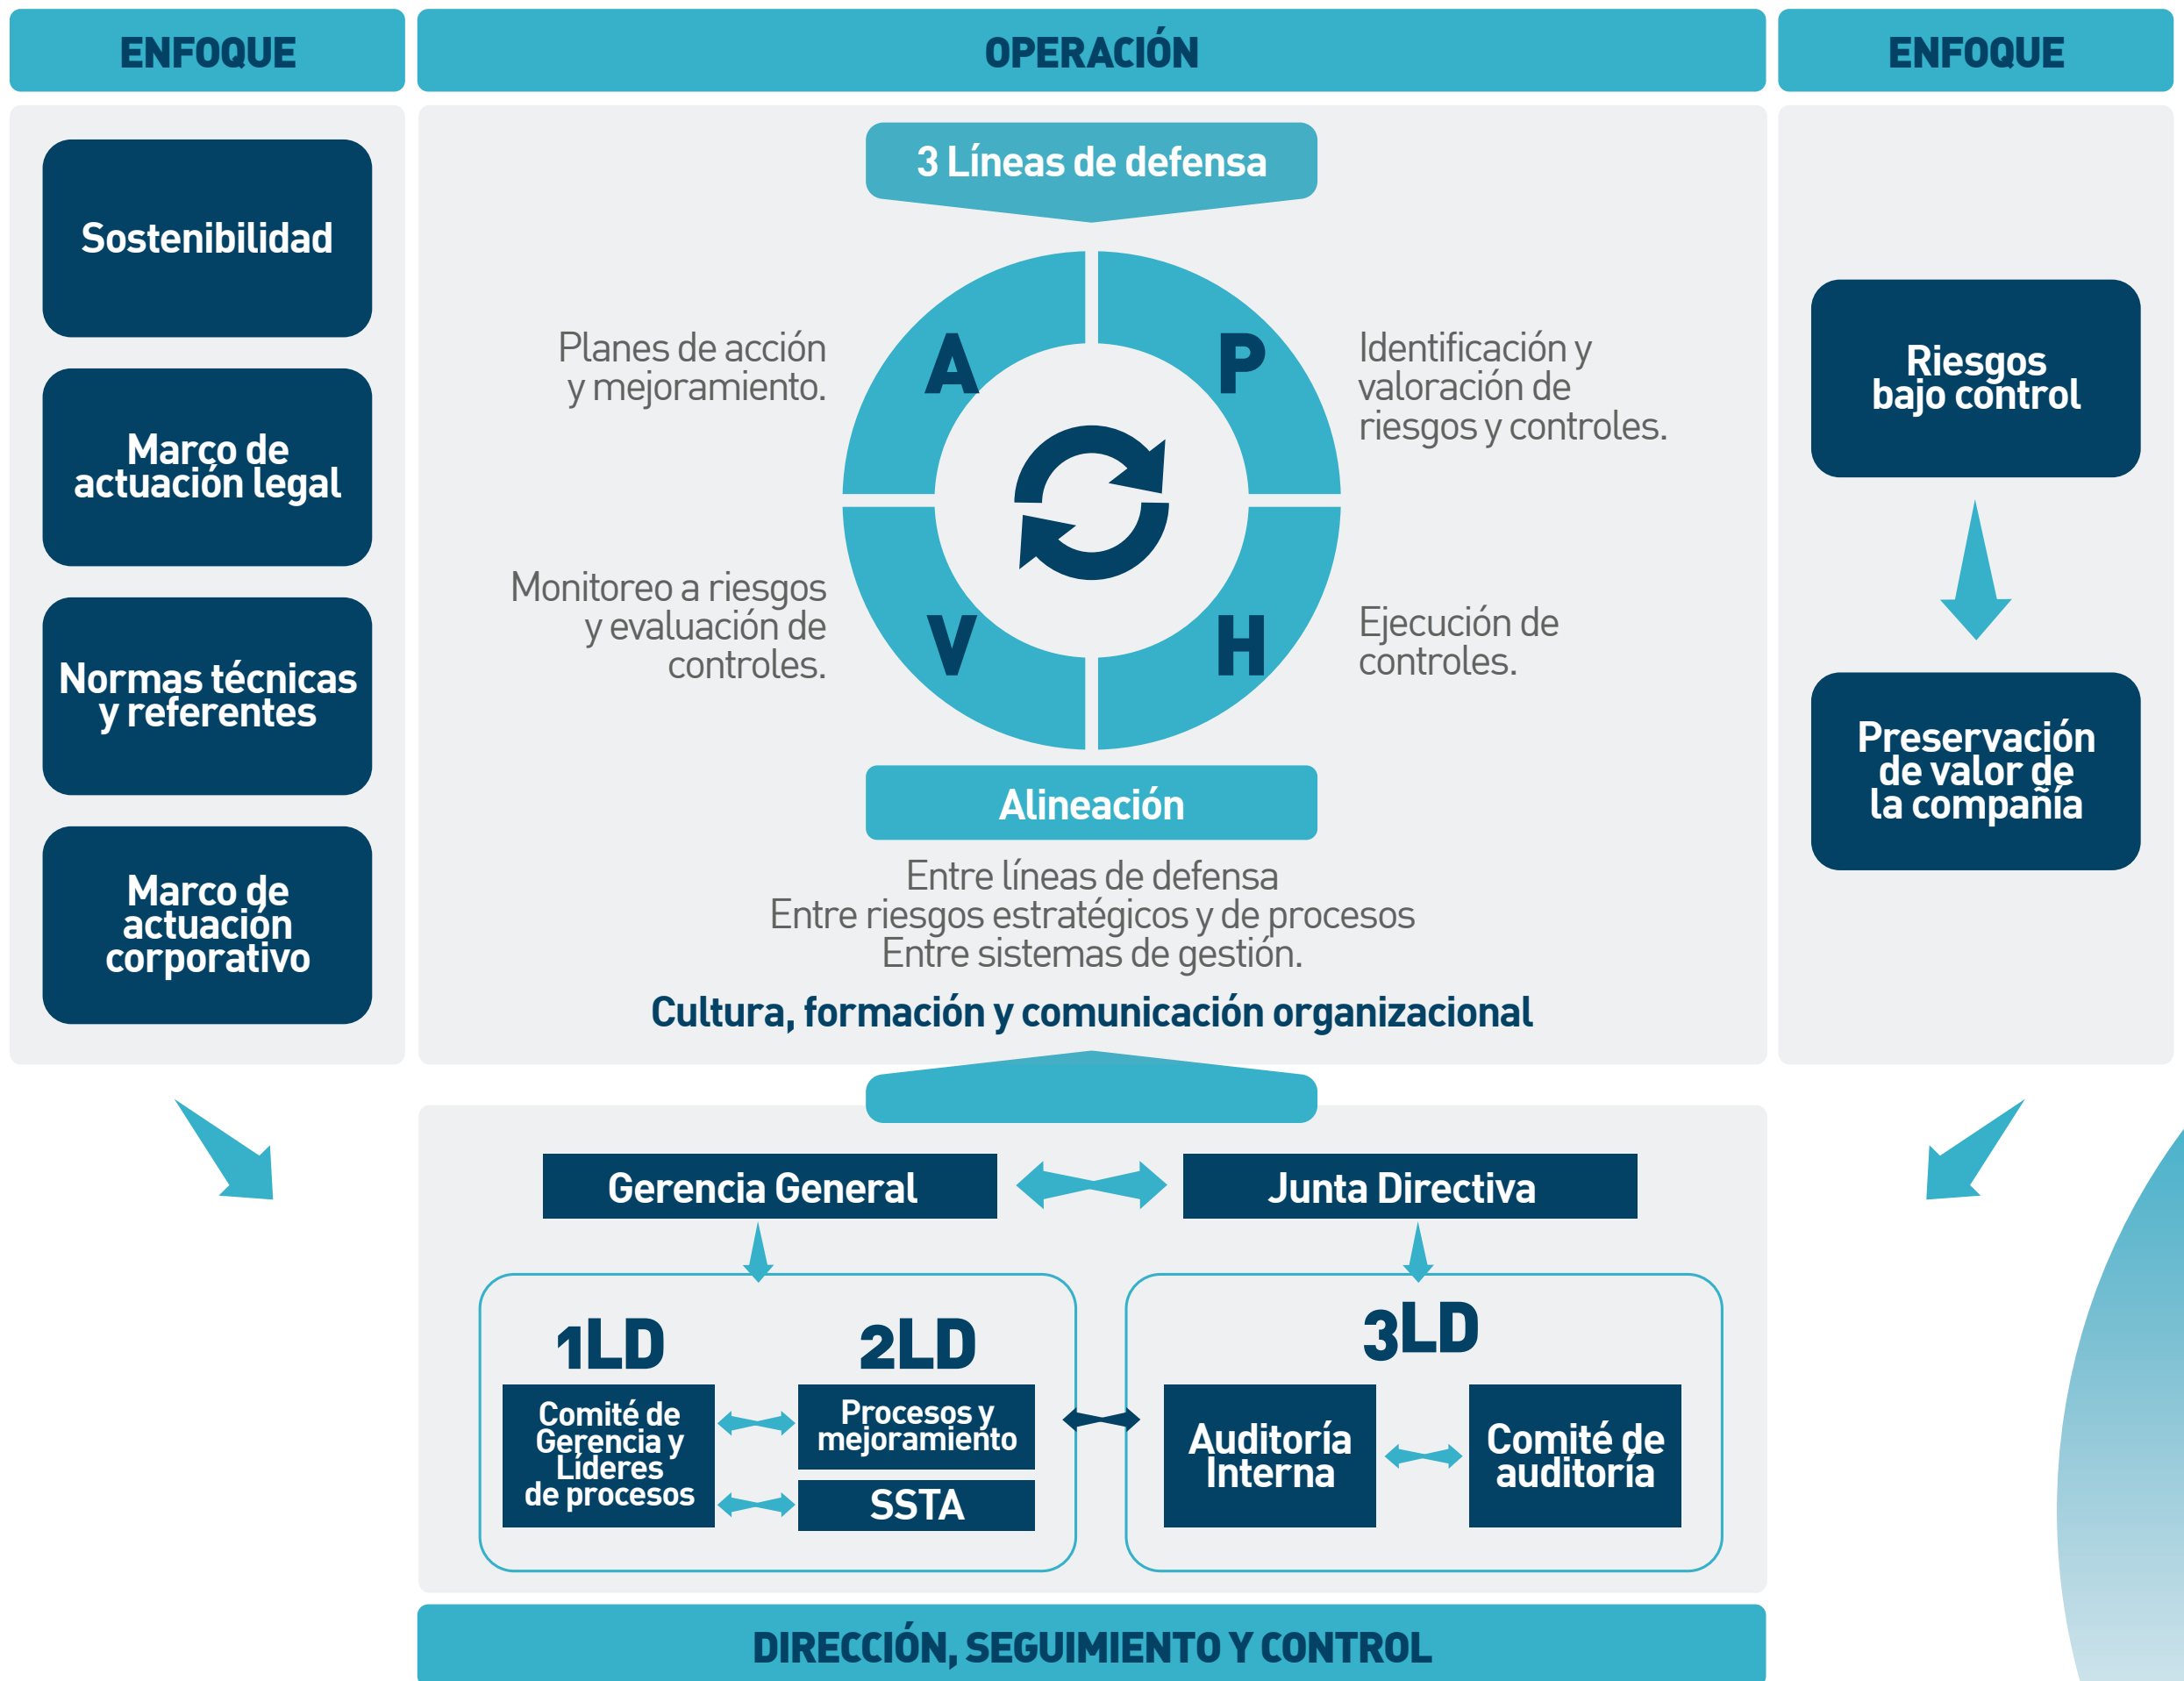 ENFOQUE
Sostenibilidad
Marco de
actuación legal
Normas técnicas
y referentes
Marco de
actuación
corporativo
OPERACIÓN
3 Líneas de defensa
A
P
Planes de acción
y mejoramiento.
Identificación y
valoración de
riesgos y controles.
V
H
Monitoreo a riesgos
y evaluación de
controles.
Ejecución de
controles.
Alineación
Entre líneas de defensa
Entre riesgos estratégicos y de procesos
Entre sistemas de gestión.
Cultura, formación y comunicación organizacional
ENFOQUE
Riesgos
bajo control
Preservación
de valor de
la compañía
Gerencia General
Junta Directiva
1LD
Comité de
Gerencia y
Líderes
de procesos
2LD
Procesos y
mejoramiento
SSTA
3LD
Auditoría
Interna
Comité de
auditoría
DIRECCIÓN, SEGUIMIENTO Y CONTROL